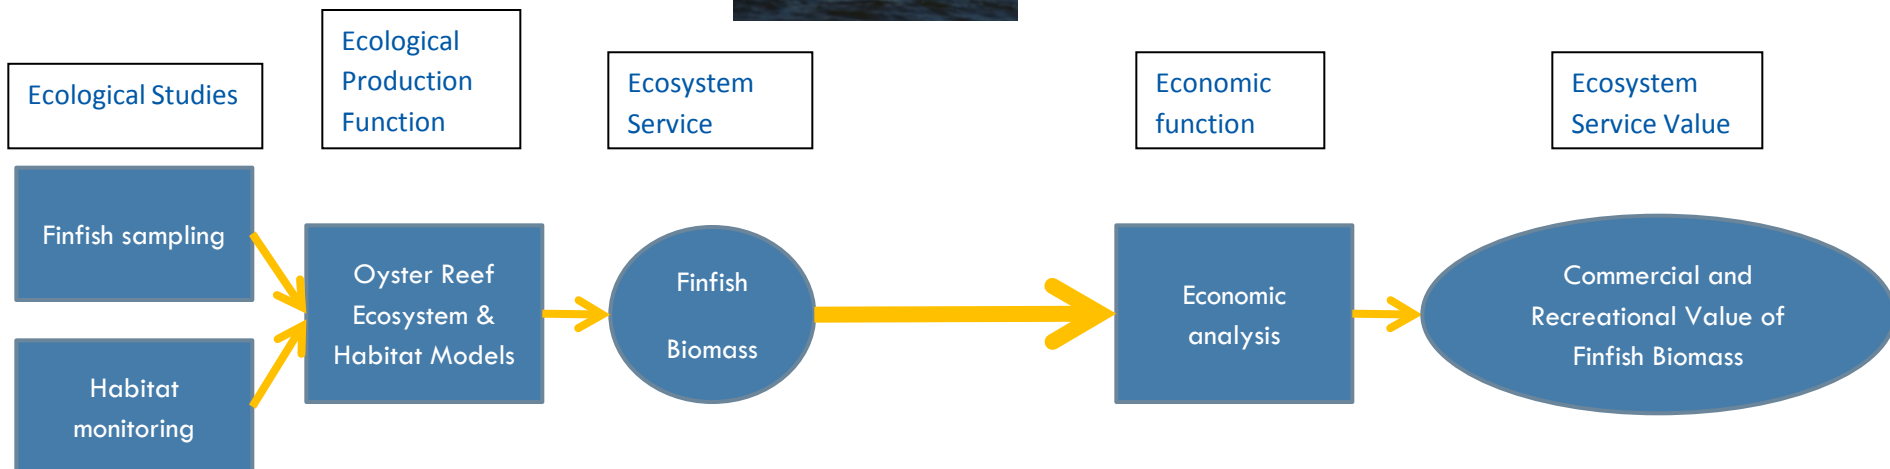 Ecological Studies
Ecological
Production
Function
Ecosystem
Service
Economic
function
Ecosystem
Service Value
Finfish sampling
Habitat
monitoring
Oyster Reef
Ecosystem &
Habitat Models
Finfish
Biomass
Economic
analysis
Commercial and
Recreational Value of
Finfish Biomass